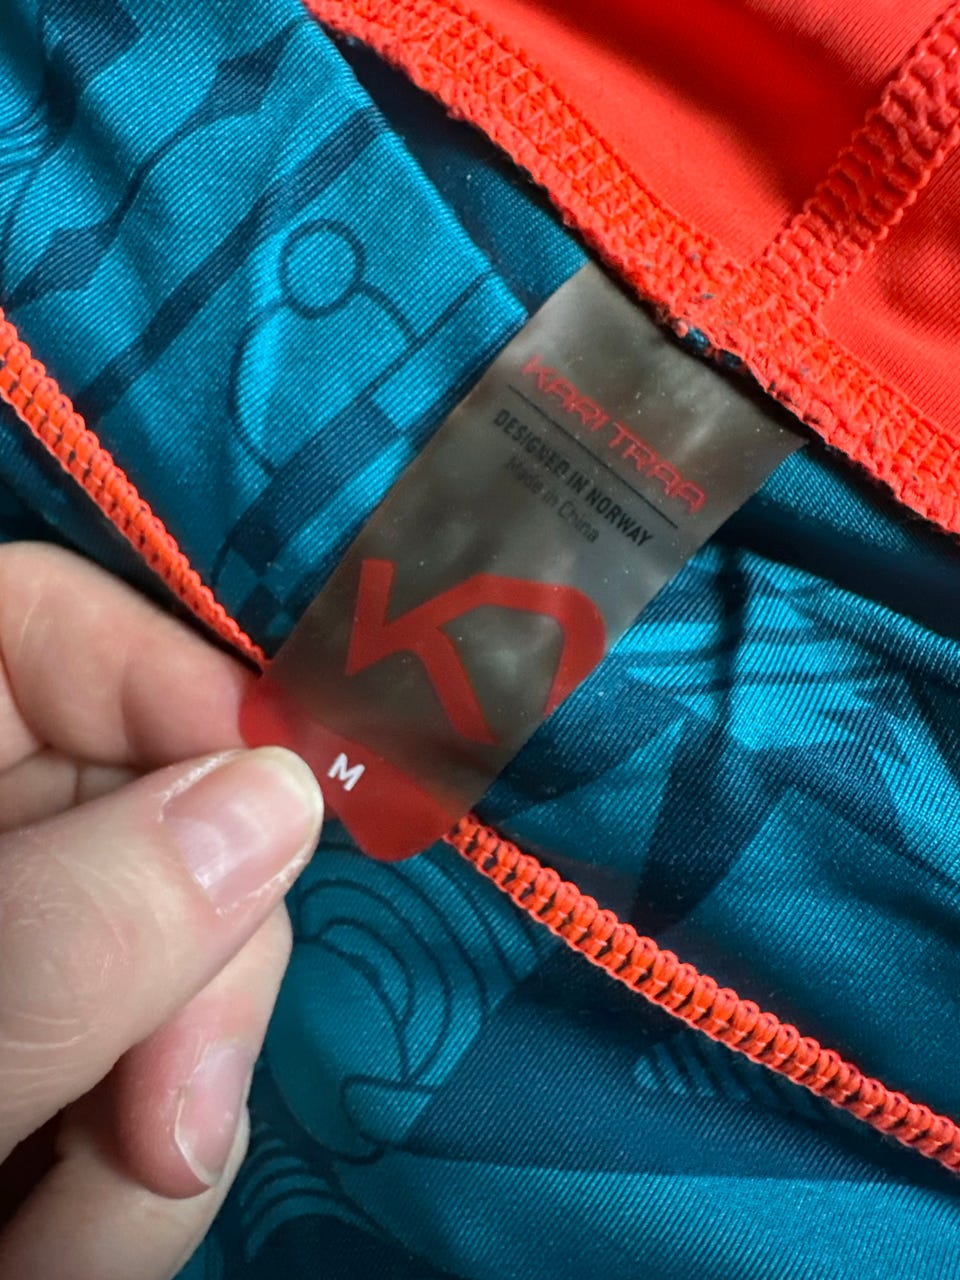 KARI TRAA
DESIGNED IN NORWAY
Made in China
M